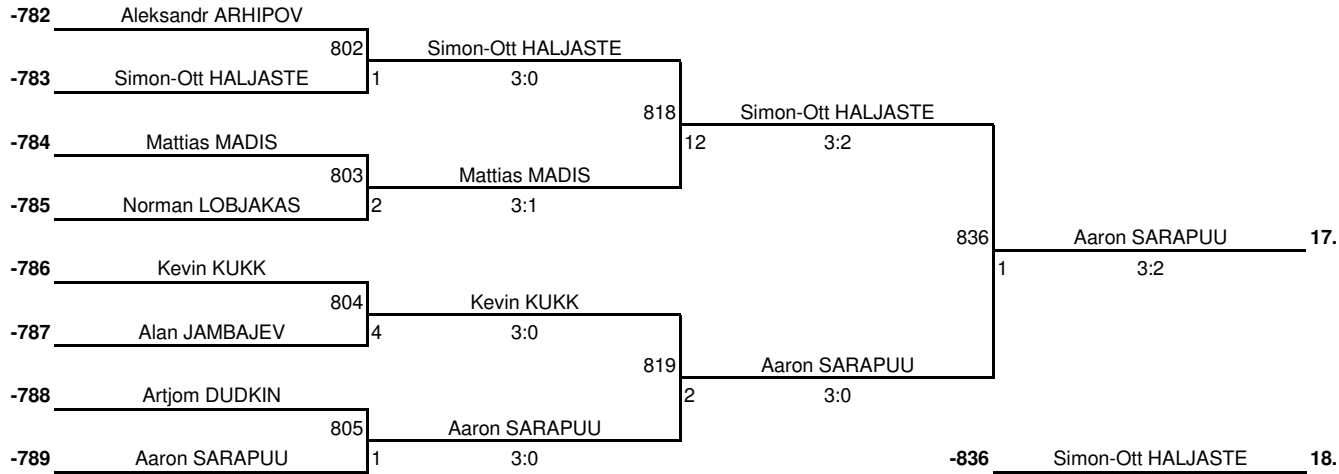 -782 Aleksandr ARHIPOV
802 Simon-Ott HALJASTE
-783 Simon-Ott HALJASTE 1 3:0
818 Simon-Ott HALJASTE
-784 Mattias MADIS 12 3:2
803 Mattias MADIS
-785 Norman LOBJAKAS 2 3:1
836 Aaron SARAPUU 17.
-786 Kevin KUKK 1 3:2
804 Kevin KUKK
-787 Alan JAMBAJEV 4 3:0
819 Aaron SARAPUU
-788 Artjom DUDKIN 2 3:0
805 Aaron SARAPUU
-789 Aaron SARAPUU 1 3:0 -836 Simon-Ott HALJASTE 18.